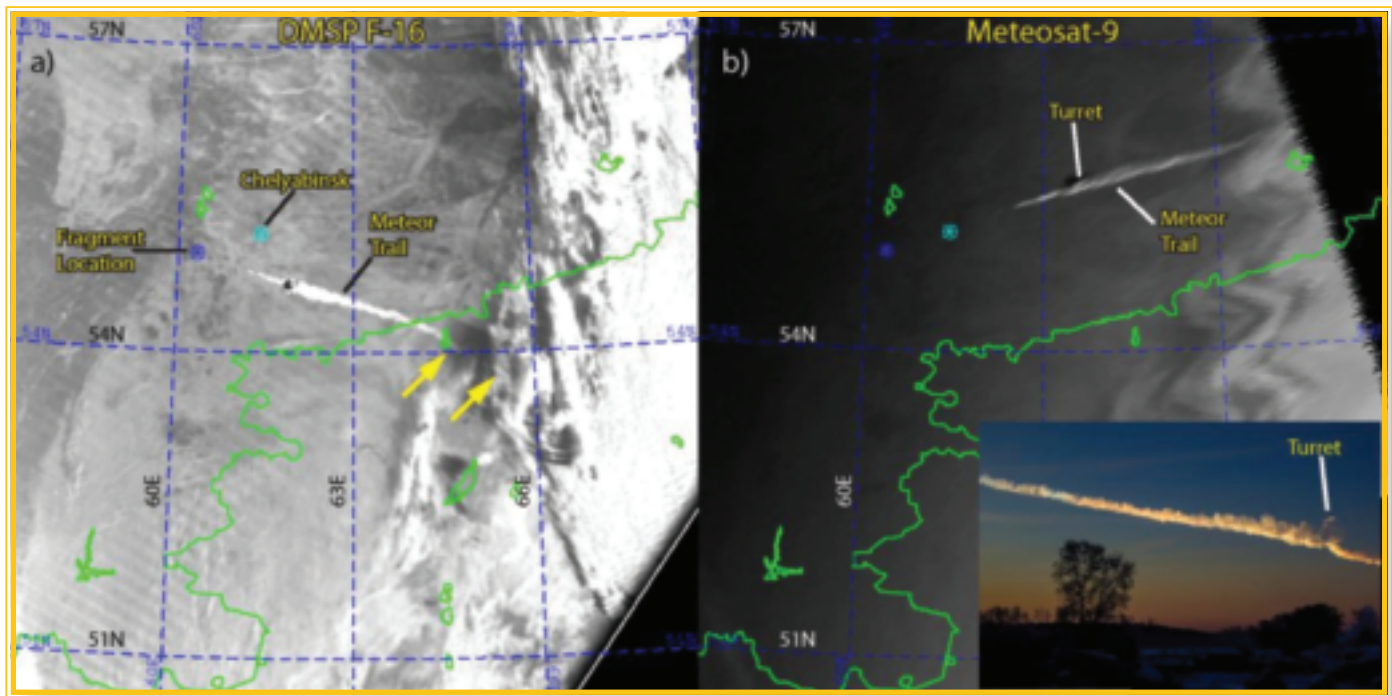 DMSP F-16
a)
57N
Chelyabinsk
Fragment
Location
Meteor
Trail
54N
54N
60E
63E
66E
51N
Meteosat-9
b)
57N
Turret
Meteor
Trail
54N
60E
51N
Turret